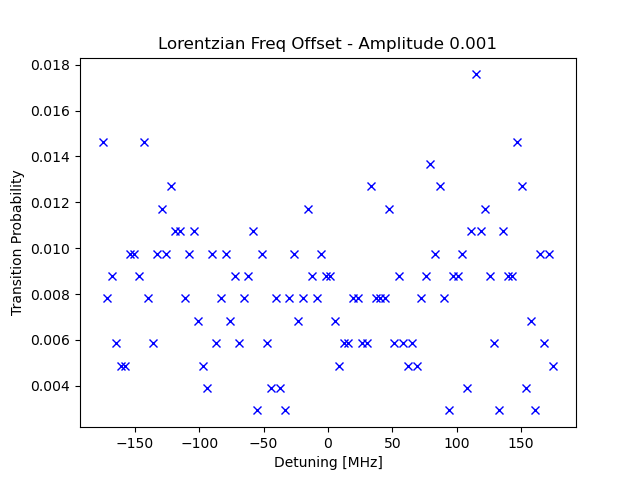 Lorentzian Freq Offset - Amplitude 0.001
Transition Probability
0.018
0.016
0.014
0.012
0.010
0.008
0.006
0.004
−150 −100 −50 0 50 100 150
Detuning [MHz]